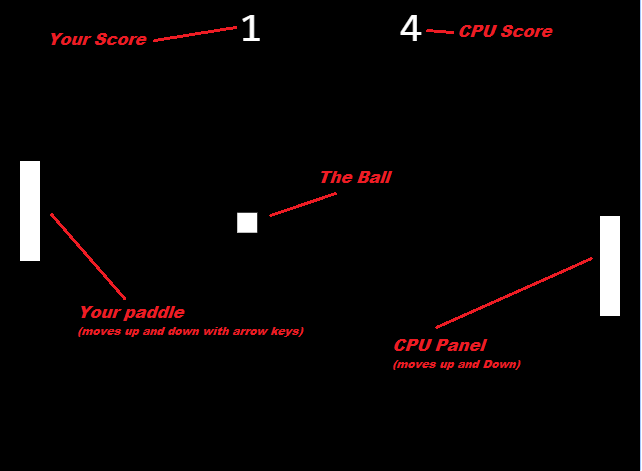 Your Score 1 4 CPU Score
The Ball
Your paddle
(moves up and down with arrow keys)
CPU Panel
(moves up and Down)